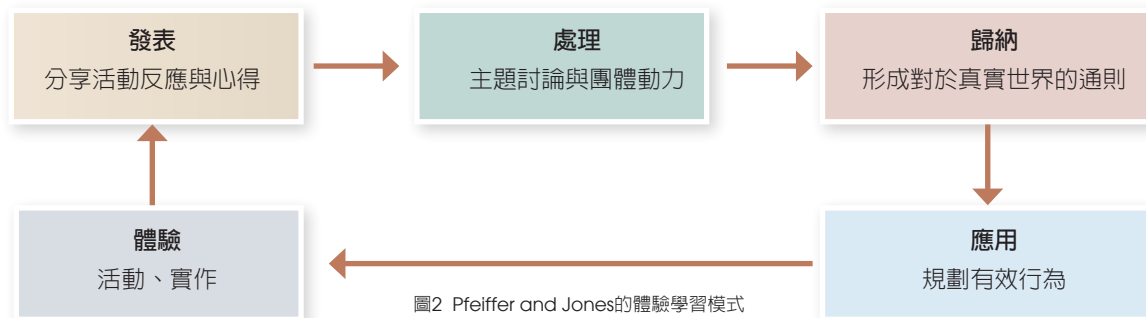 發表
分享活動反應與心得
處理
主題討論與團體動力
歸納
形成對於真實世界的通則
體驗
活動、實作
應用
規劃有效行為
圖2 Pfeiffer and Jones的體驗學習模式